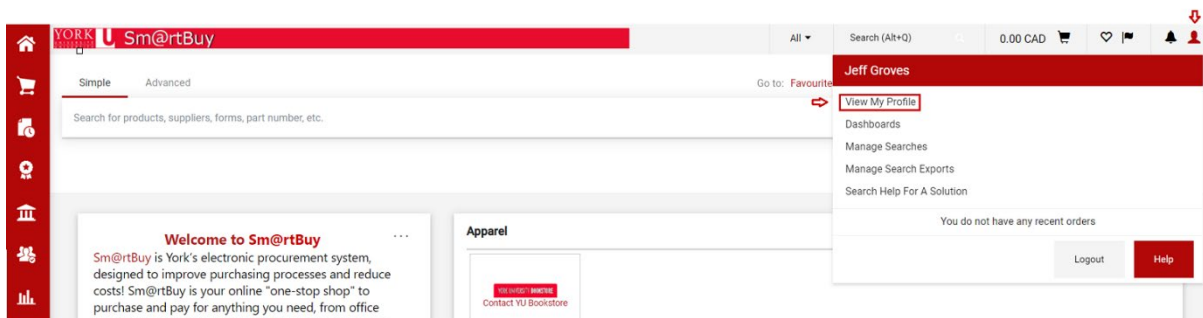 YORK U Sm@rtBuy
All
Search (Alt+Q)
0.00 CAD
Simple
Advanced
Go to: Favourite
Search for products, suppliers, forms, part number, etc.
Jeff Groves
View My Profile
Dashboards
Manage Searches
Manage Search Exports
Search Help For A Solution
You do not have any recent orders
Logout
Help
Welcome to Sm@rtBuy
...
Sm@rtBuy is York's electronic procurement system,
designed to improve purchasing processes and reduce
costs! Sm@rtBuy is your online "one-stop shop" to
purchase and pay for anything you need, from office
Apparel
YORK UNIVERSITY BOOKSTORE
Contact YU Bookstore